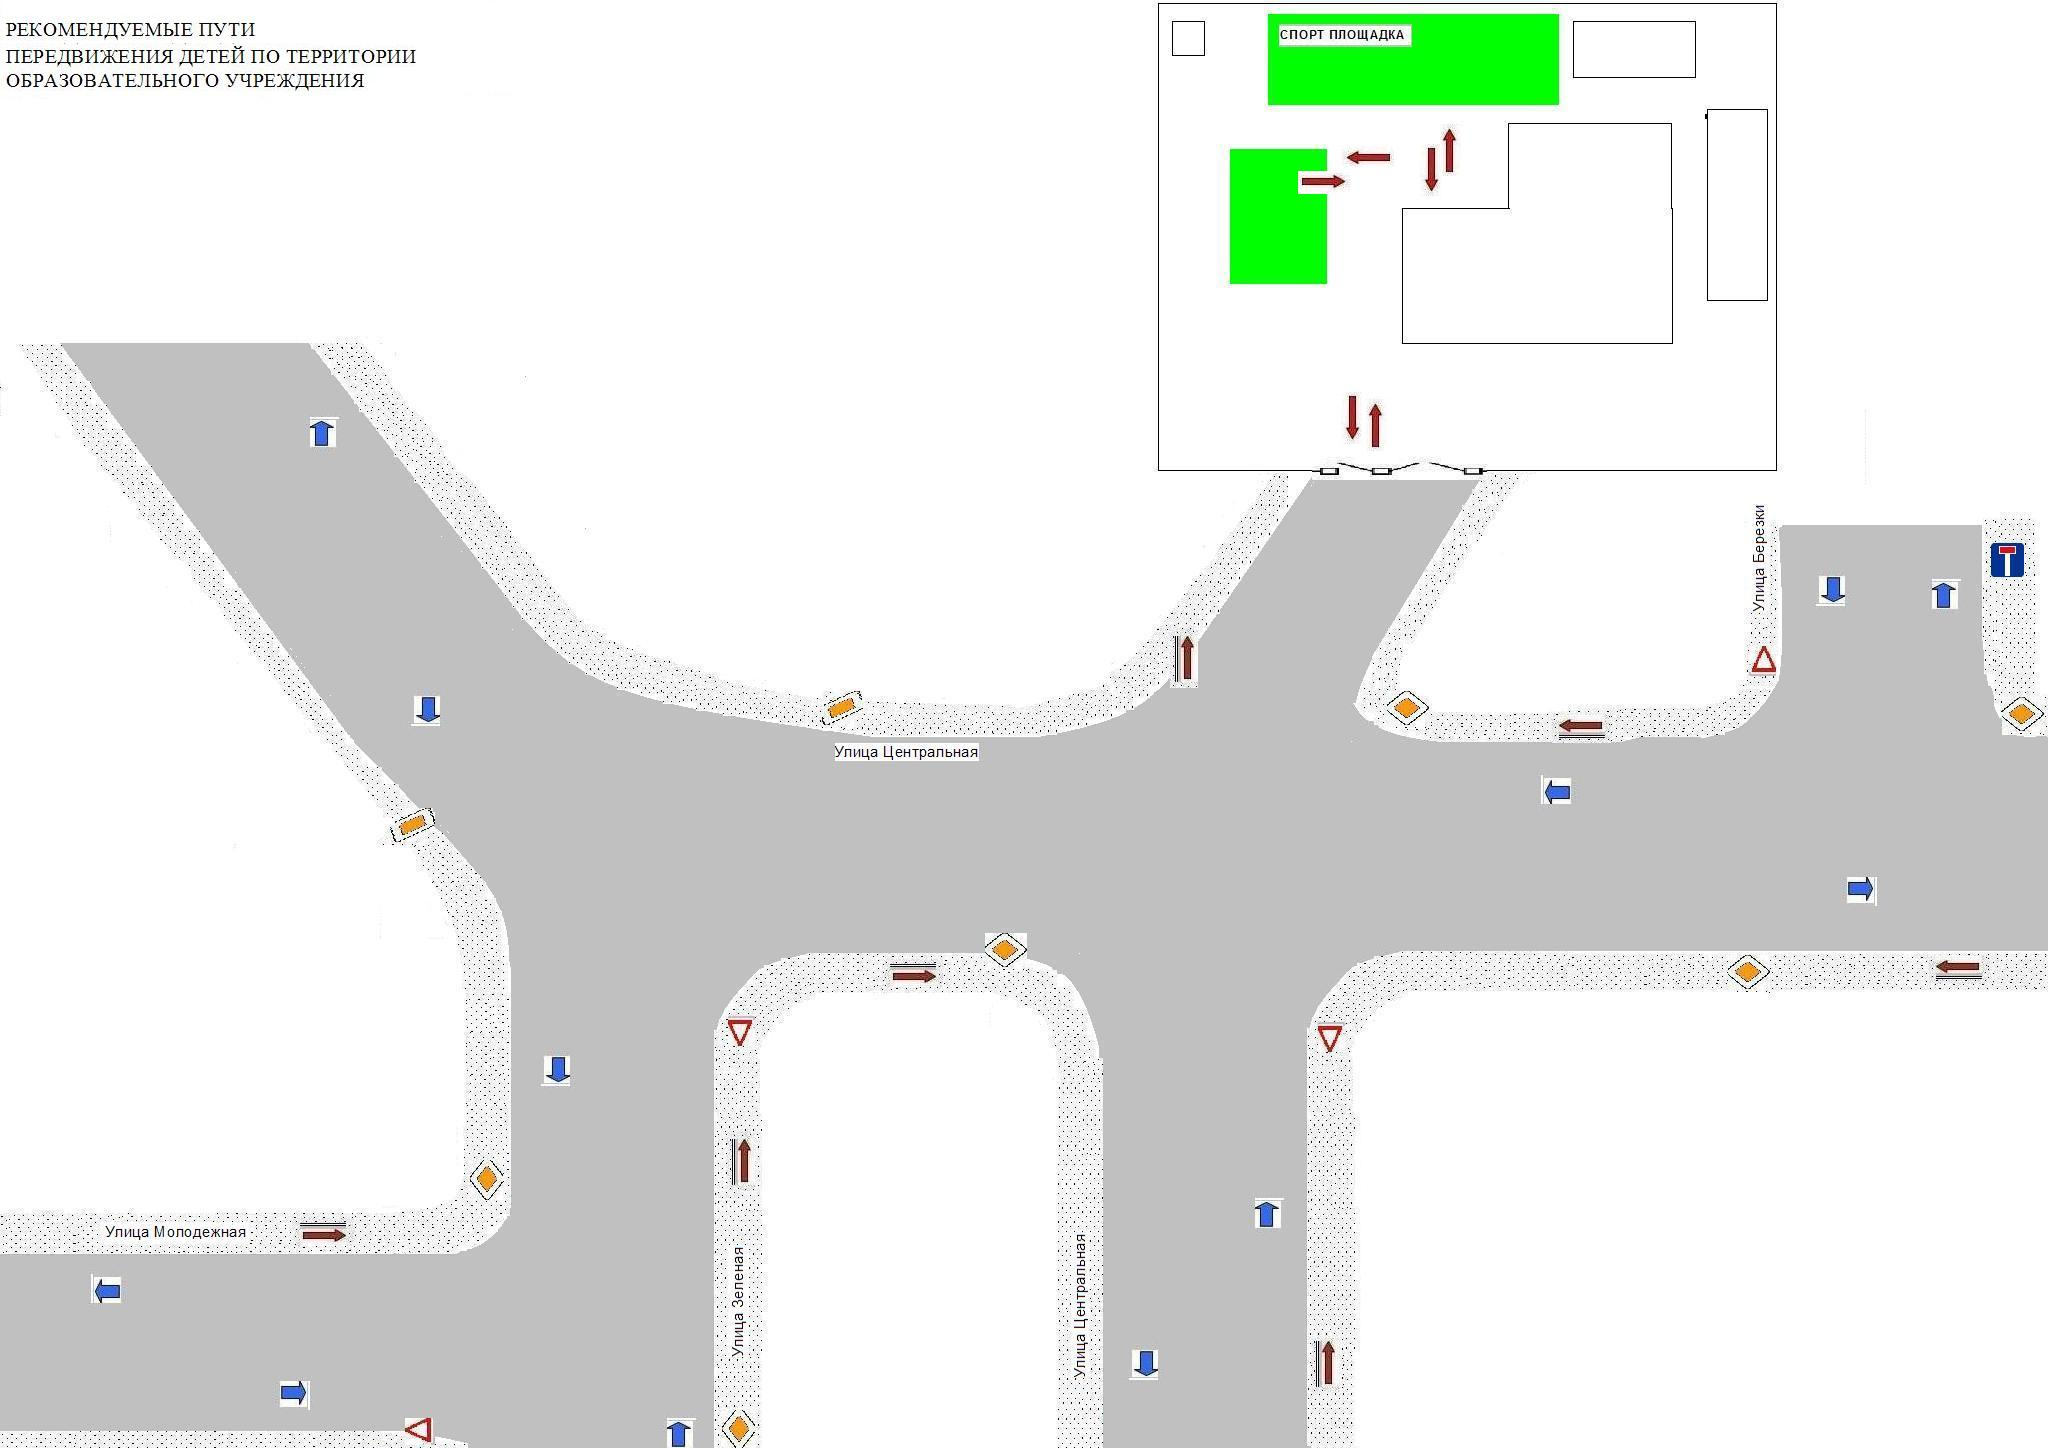 РЕКОМЕНДУЕМЫЕ ПУТИ
ПЕРЕДВИЖЕНИЯ ДЕТЕЙ ПО ТЕРРИТОРИИ
ОБРАЗОВАТЕЛЬНОГО УЧРЕЖДЕНИЯ
СПОРТ ПЛОЩАДКА
Улица Березки
Улица Центральная
Улица Молодежная
Улица Зеленая
Улица Центральная